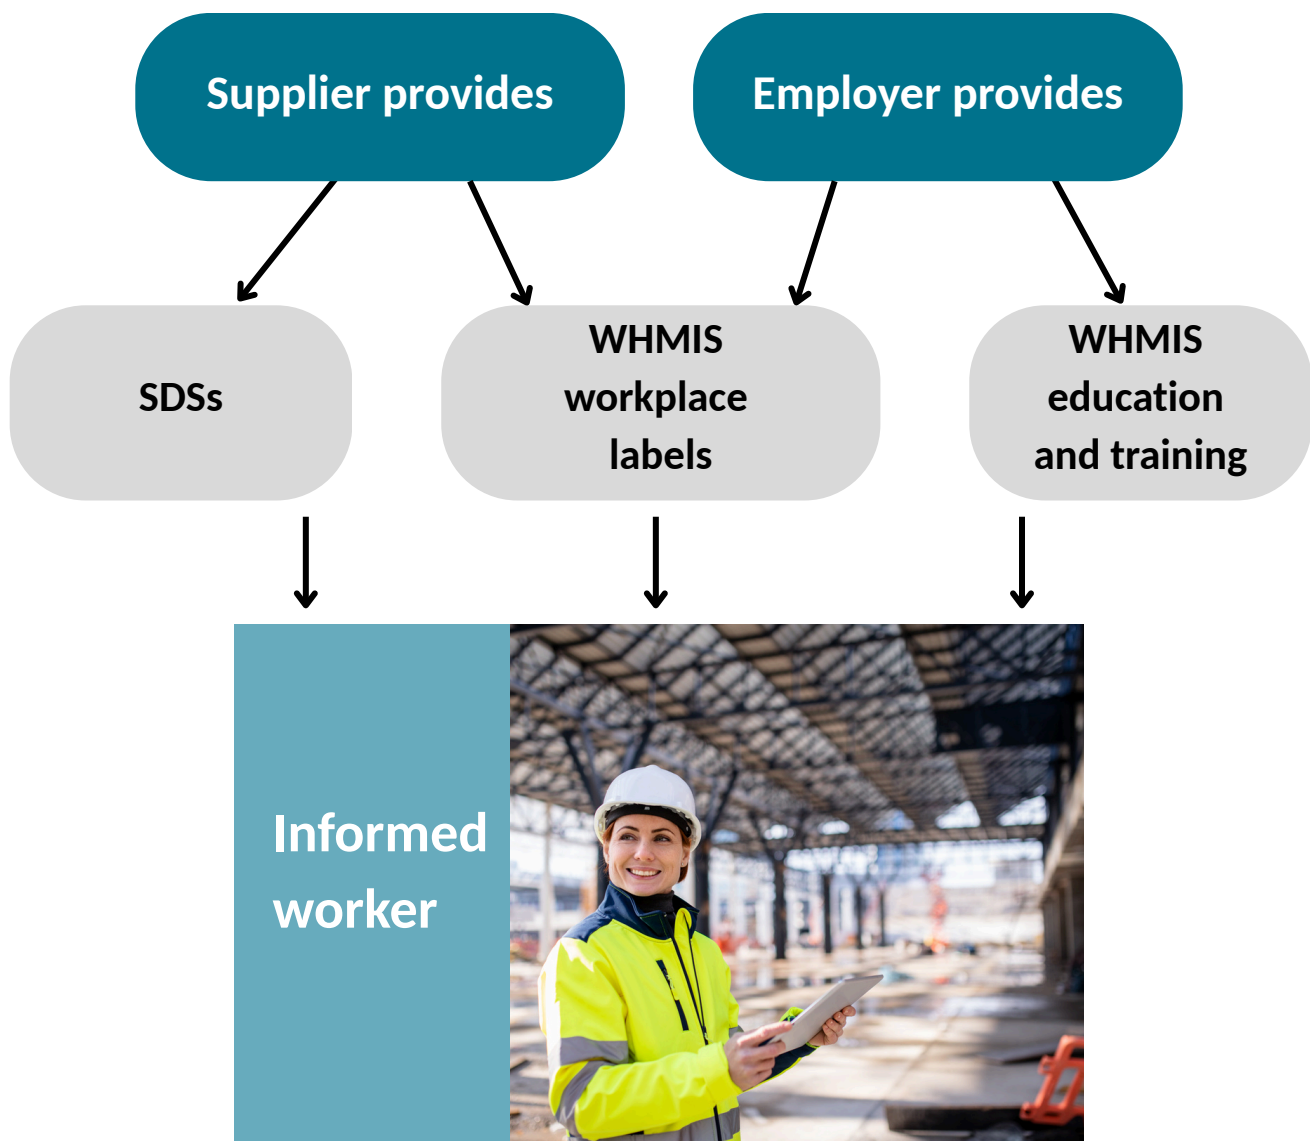 Supplier provides
Employer provides
SDSs
WHMIS
workplace
labels
WHMIS
education
and training
Informed
worker